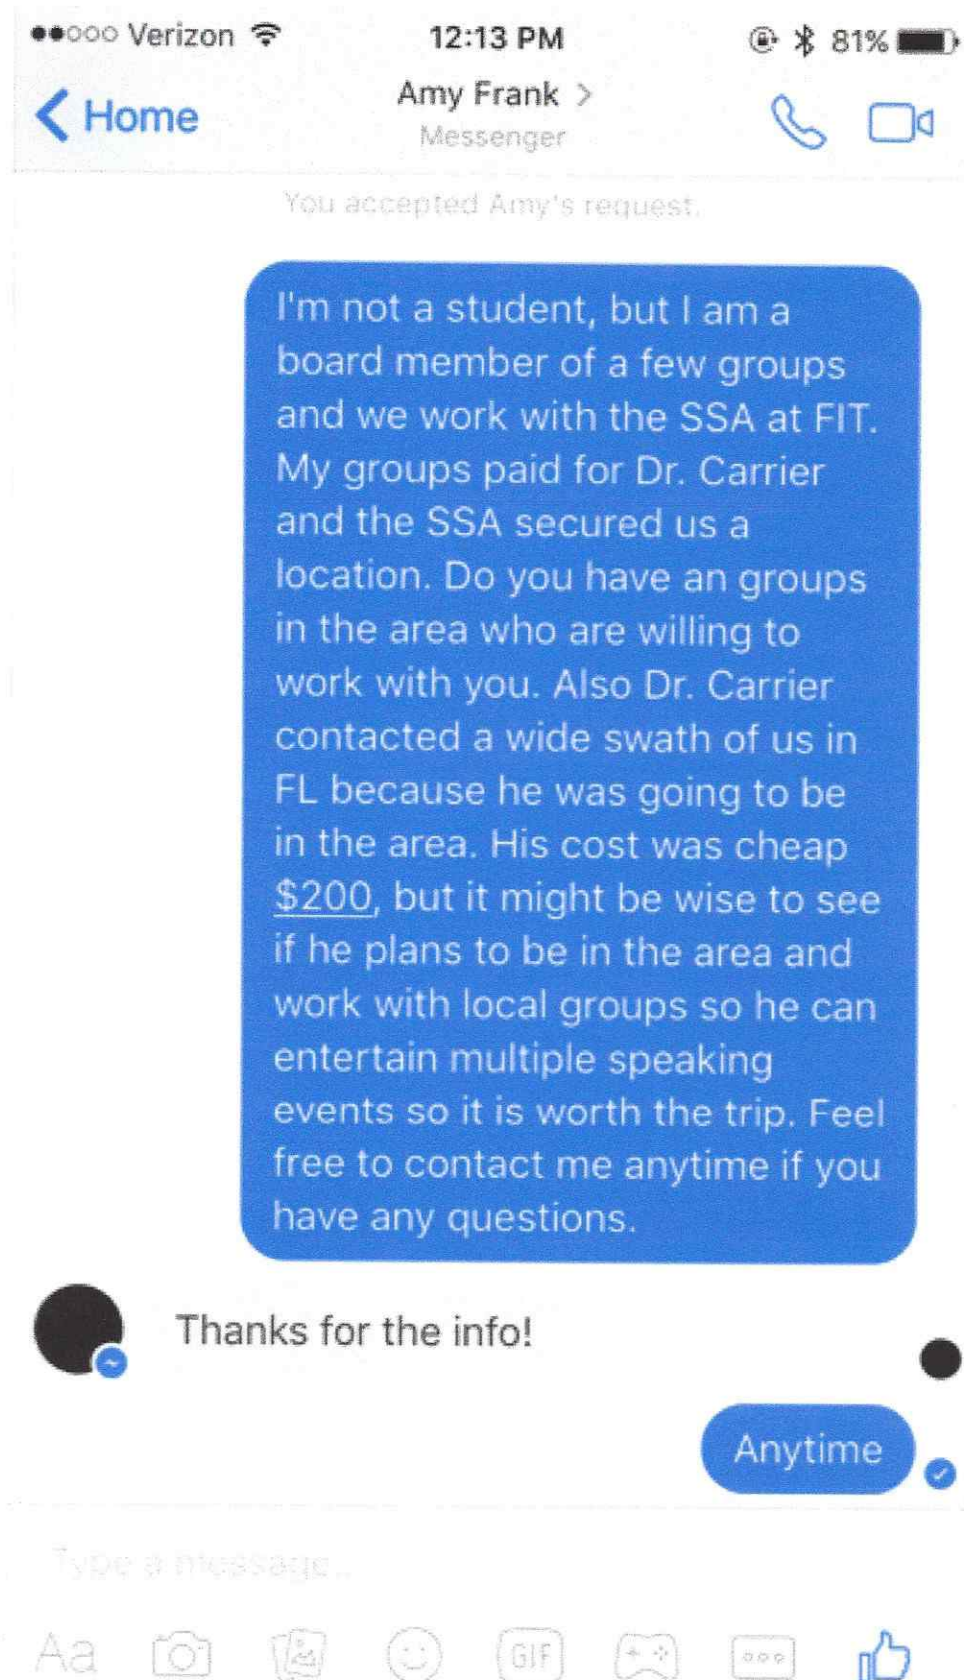 Verizon 12:13 PM 81%
Home Amy Frank >
Messenger
You accepted Amy's request.
I'm not a student, but I am a
board member of a few groups
and we work with the SSA at FIT.
My groups paid for Dr. Carrier
and the SSA secured us a
location. Do you have an groups
in the area who are willing to
work with you. Also Dr. Carrier
contacted a wide swath of us in
FL because he was going to be
in the area. His cost was cheap
$200, but it might be wise to see
if he plans to be in the area and
work with local groups so he can
entertain multiple speaking
events so it is worth the trip. Feel
free to contact me anytime if you
have any questions.
Thanks for the info!
Anytime
Type a message...
Aa GIF